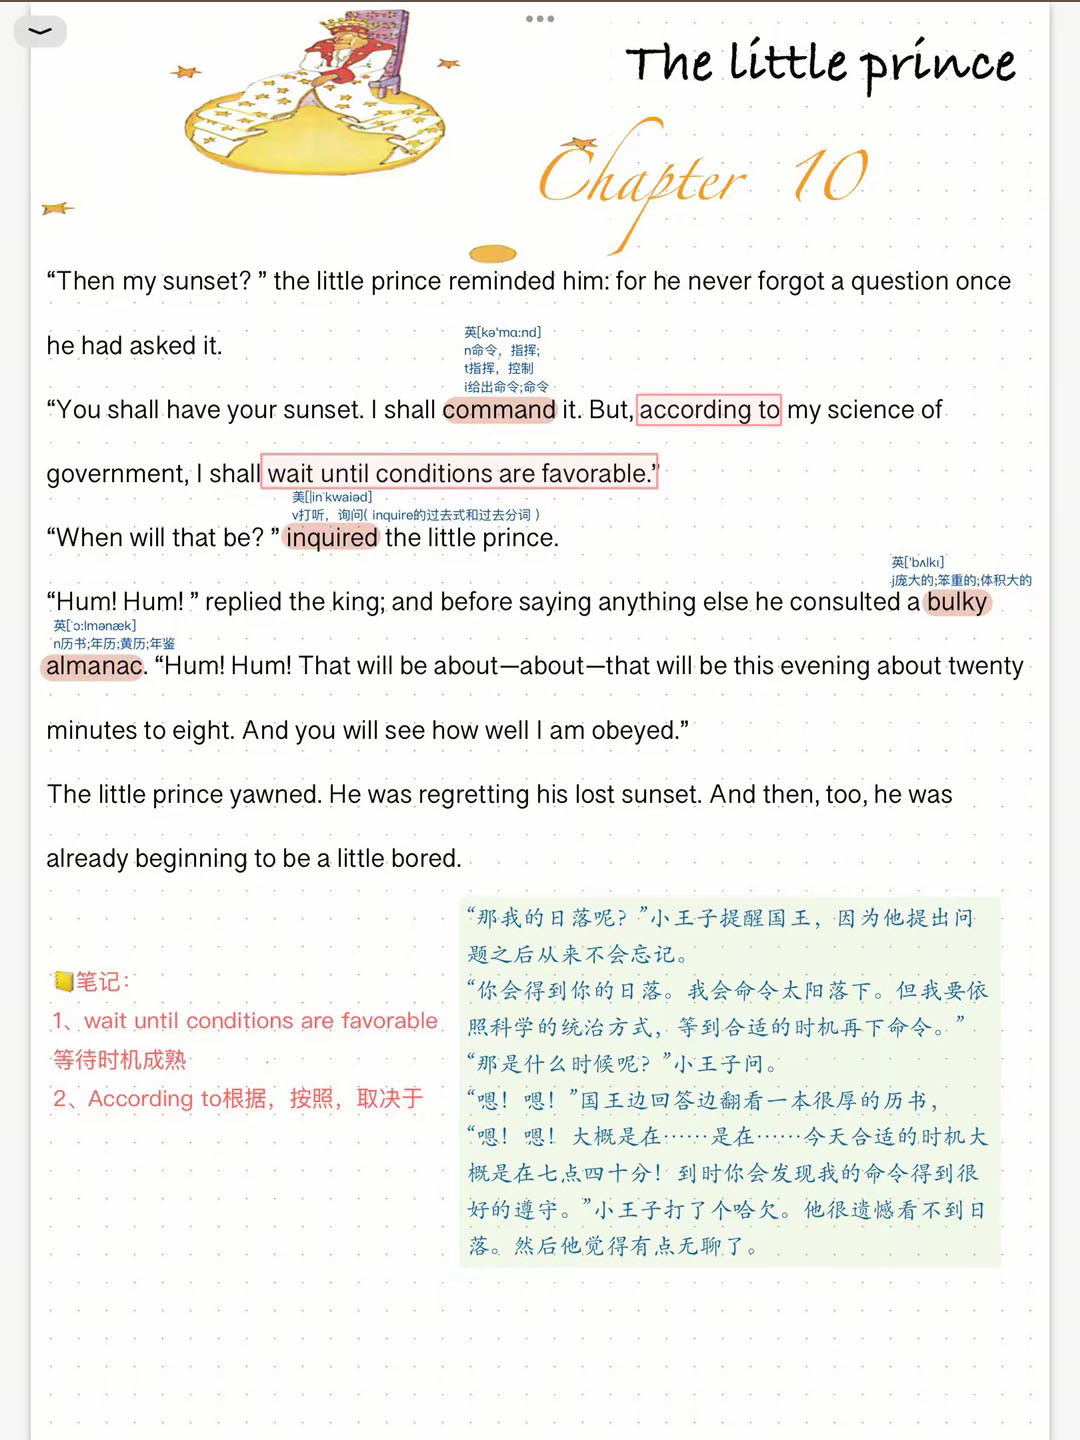 The little prince
Chapter 10
“Then my sunset? ” the little prince reminded him: for he never forgot a question once
he had asked it.
英[kə'mɑ:nd]
n命令，指挥;
t指挥，控制
i给出命令;命令
“You shall have your sunset. I shall command it. But, according to my science of
government, I shall wait until conditions are favorable.”
美[ɪin'kwaiəd]
v打听，询问( inquire的过去式和过去分词 )
“When will that be? ” inquired the little prince.
英['bʌlkɪ]
j庞大的;笨重的;体积大的
“Hum! Hum! ” replied the king; and before saying anything else he consulted a bulky
英[ˈɔ:lmənæk]
n历书;年历;黄历;年鉴
almanac. “Hum! Hum! That will be about—about—that will be this evening about twenty
minutes to eight. And you will see how well I am obeyed.”
The little prince yawned. He was regretting his lost sunset. And then, too, he was
already beginning to be a little bored.
笔记：
1、wait until conditions are favorable
等待时机成熟
2、According to根据，按照，取决于
“那我的日落呢？”小王子提醒国王，因为他提出问
题之后从来不会忘记。
“你会得到你的日落。我会命令太阳落下。但我要依
照科学的统治方式，等到合适的时机再下命令。”
“那是什么时候呢？”小王子问。
“嗯！嗯！”国王边回答边翻看一本很厚的历书，
“嗯！嗯！大概是在……是在……今天合适的时机大
概是在七点四十分！到时你会发现我的命令得到很
好的遵守。”小王子打了个哈欠。他很遗憾看不到日
落。然后他觉得有点无聊了。